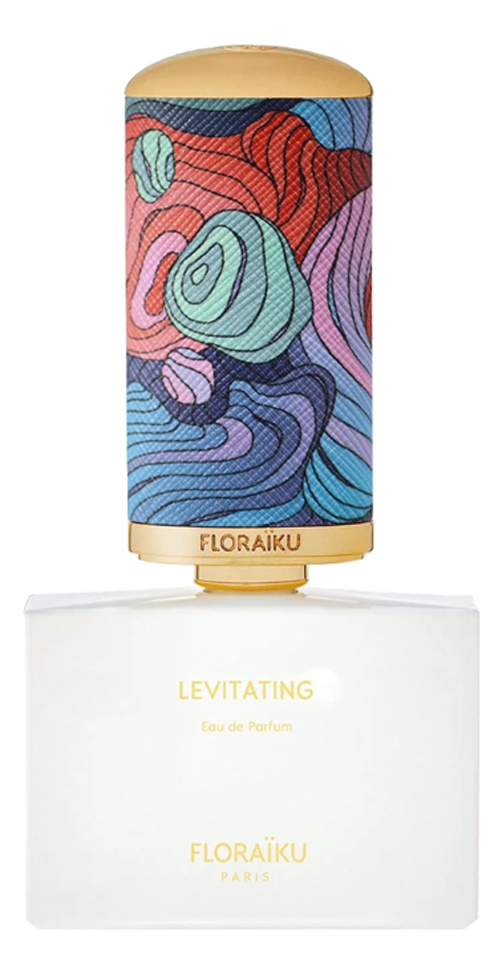 FLORAÏKU
LEVITATING
Eau de Parfum
FLORAÏKU
PARIS